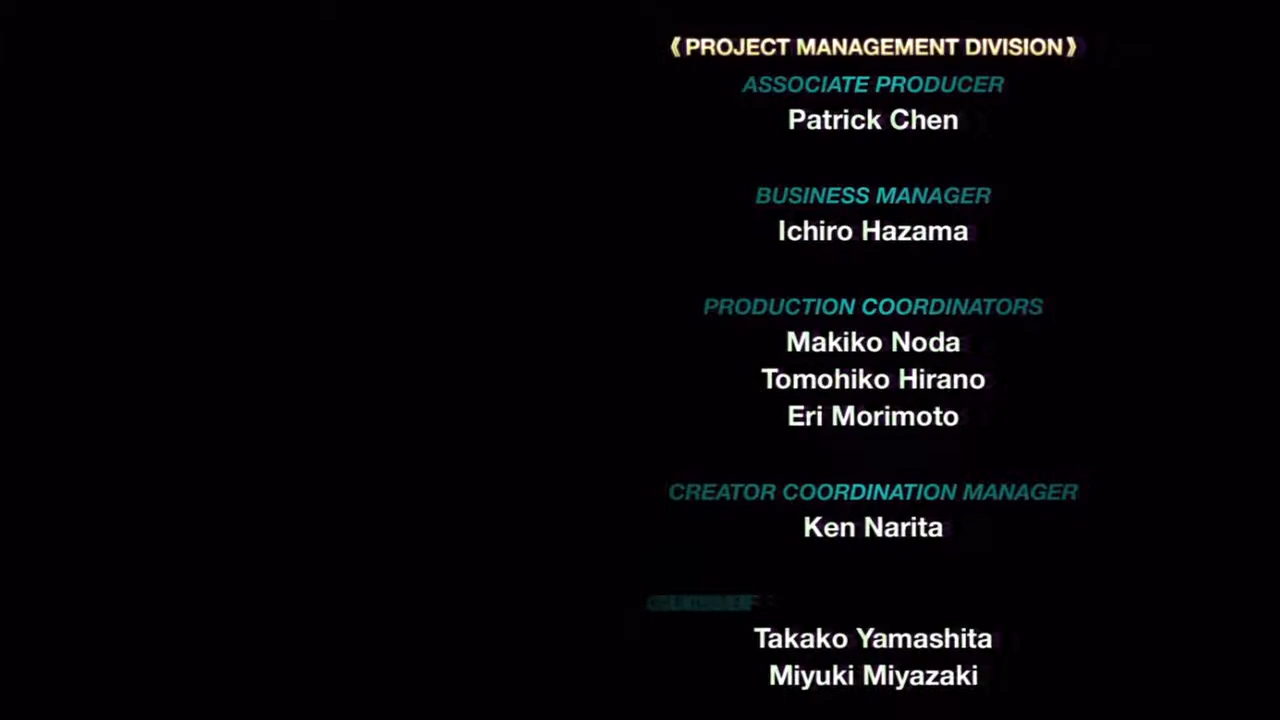 《PROJECT MANAGEMENT DIVISION》
ASSOCIATE PRODUCER
Patrick Chen
BUSINESS MANAGER
Ichiro Hazama
PRODUCTION COORDINATORS
Makiko Noda
Tomohiko Hirano
Eri Morimoto
CREATOR COORDINATION MANAGER
Ken Narita
Takako Yamashita
Miyuki Miyazaki